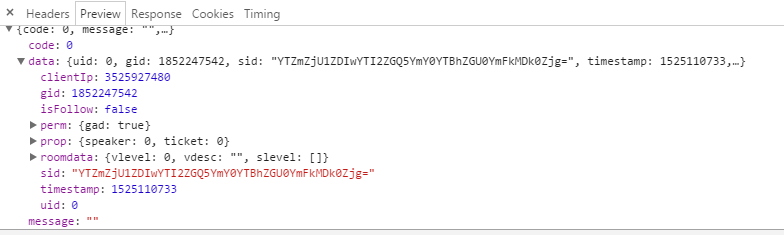 × Headers Preview Response Cookies Timing
▼{code: 0, message: "",…}
code: 0
▼data: {uid: 0, gid: 1852247542, sid: "YTZmZjU1ZDIwYTI2ZGQ5YmY0YTBhZGU0YmFkMDk0Zjg=", timestamp: 1525110733,…}
clientIp: 3525927480
gid: 1852247542
isFollow: false
▶perm: {gad: true}
▶prop: {speaker: 0, ticket: 0}
▶roomdata: {vlevel: 0, vdesc: "", slevel: []}
sid: "YTZmZjU1ZDIwYTI2ZGQ5YmY0YTBhZGU0YmFkMDk0Zjg="
timestamp: 1525110733
uid: 0
message: ""